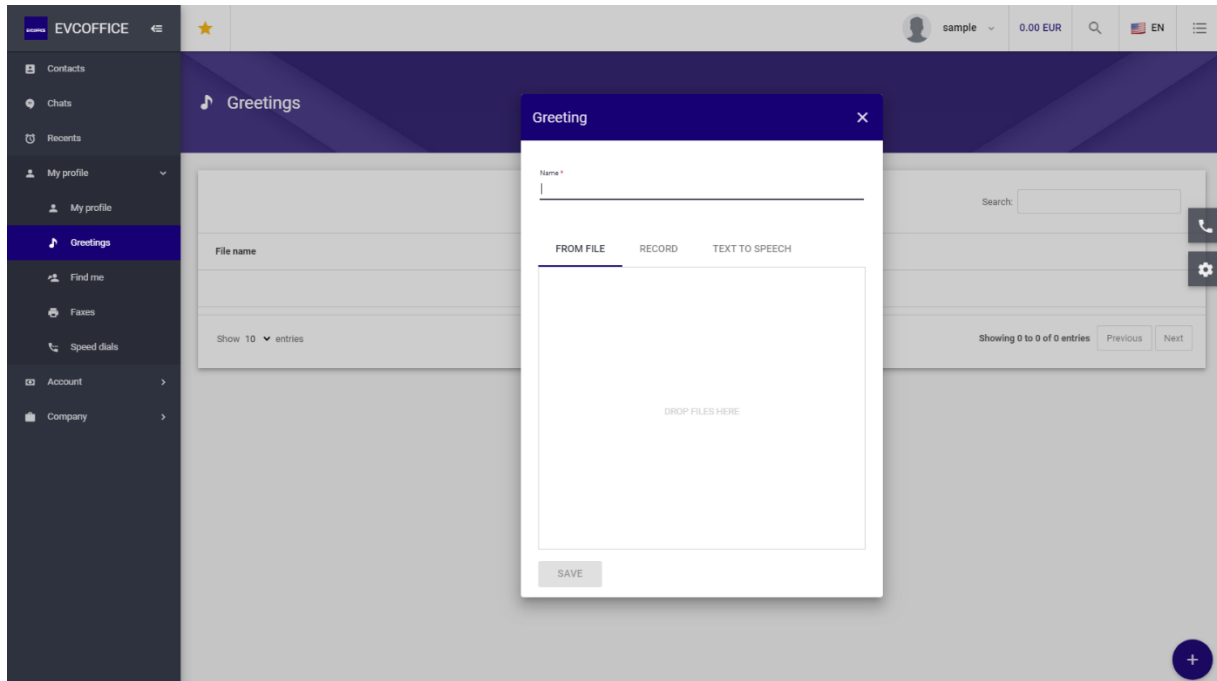 EVCOFFICE
sample
0.00 EUR
EN
Contacts
Chats
Recents
My profile
My profile
Greetings
Find me
Faxes
Speed dials
Account
Company
Greetings
Search:
File name
Show 10 entries
Showing 0 to 0 of 0 entries
Previous
Next
Greeting
Name *
FROM FILE
RECORD
TEXT TO SPEECH
DROP FILES HERE
SAVE